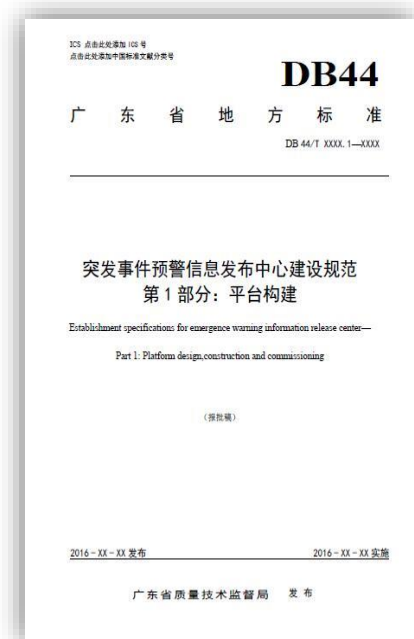 ICS 点击此处添加 ICS 号
点击此处添加中国标准文献分类号
DB44
广东省地方标准
DB 44/T XXXX.1—XXXX
突发事件预警信息发布中心建设规范
第 1 部分：平台构建
Establishment specifications for emergence warning information release center—
Part 1: Platform design,construction and commissioning
（报批稿）
2016－XX－XX 发布
2016－XX－XX 实施
广东省质量技术监督局 发 布